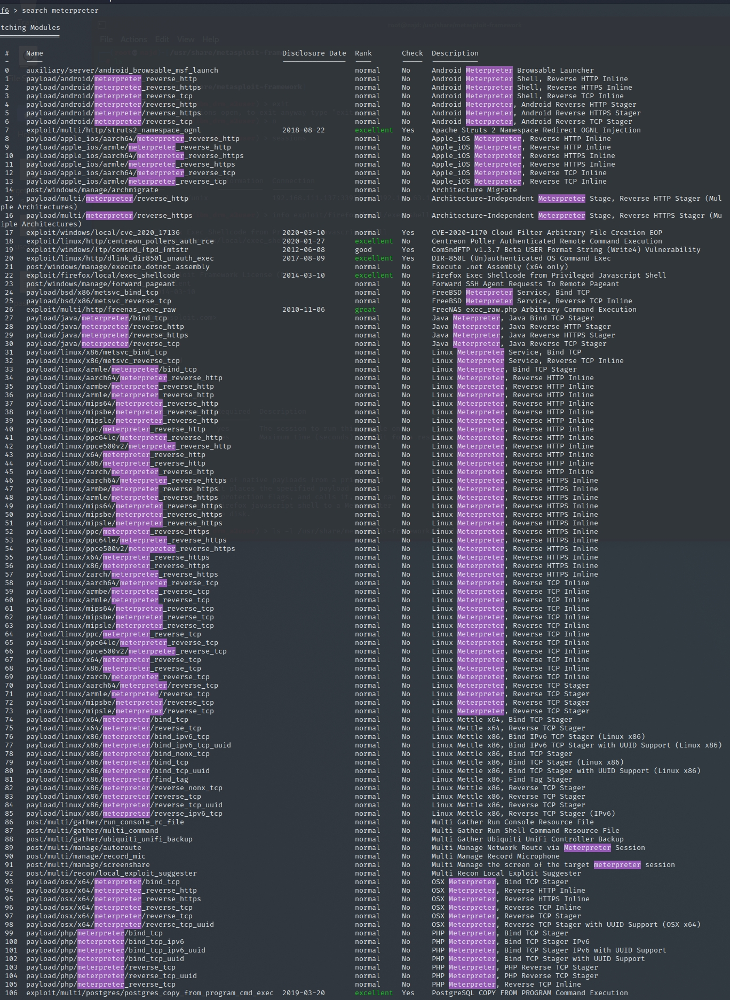 f6 > search meterpreter
tching Modules
# Name Disclosure Date Rank Check Description
- ---- --------------- ---- ----- -----------
0 auxiliary/server/android_browsable_msf_launch normal No Android Meterpreter Browsable Launcher
1 payload/android/meterpreter_reverse_http normal No Android Meterpreter Shell, Reverse HTTP Inline
2 payload/android/meterpreter_reverse_https normal No Android Meterpreter Shell, Reverse HTTPS Inline
3 payload/android/meterpreter_reverse_tcp normal No Android Meterpreter Shell, Reverse TCP Inline
4 payload/android/meterpreter/reverse_http normal No Android Meterpreter, Android Reverse HTTP Stager
5 payload/android/meterpreter/reverse_https normal No Android Meterpreter, Android Reverse HTTPS Stager
6 payload/android/meterpreter/reverse_tcp normal No Android Meterpreter, Android Reverse TCP Stager
7 exploit/multi/http/struts2_namespace_ognl 2018-08-22 excellent Yes Apache Struts 2 Namespace Redirect OGNL Injection
8 payload/apple_ios/aarch64/meterpreter_reverse_http normal No Apple_iOS Meterpreter, Reverse HTTP Inline
9 payload/apple_ios/armle/meterpreter_reverse_http normal No Apple_iOS Meterpreter, Reverse HTTP Inline
10 payload/apple_ios/aarch64/meterpreter_reverse_https normal No Apple_iOS Meterpreter, Reverse HTTPS Inline
11 payload/apple_ios/armle/meterpreter_reverse_https normal No Apple_iOS Meterpreter, Reverse HTTPS Inline
12 payload/apple_ios/aarch64/meterpreter_reverse_tcp normal No Apple_iOS Meterpreter, Reverse TCP Inline
13 payload/apple_ios/armle/meterpreter_reverse_tcp normal No Apple_iOS Meterpreter, Reverse TCP Inline
14 post/windows/manage/archmigrate normal No Architecture Migrate
15 payload/multi/meterpreter/reverse_http normal No Architecture-Independent Meterpreter Stage, Reverse HTTP Stager (Mul
ple Architectures)
16 payload/multi/meterpreter/reverse_https normal No Architecture-Independent Meterpreter Stage, Reverse HTTPS Stager (Mu
iple Architectures)
17 exploit/windows/local/cve_2020_17136 2020-03-10 normal Yes CVE-2020-1170 Cloud Filter Arbitrary File Creation EOP
18 exploit/linux/http/centreon_pollers_auth_rce 2020-01-27 excellent No Centreon Poller Authenticated Remote Command Execution
19 exploit/windows/ftp/comsnd_ftpd_fmtstr 2012-06-08 good Yes ComSndFTP v1.3.7 Beta USER Format String (Write4) Vulnerability
20 exploit/linux/http/dlink_dir850l_unauth_exec 2017-08-09 excellent Yes DIR-850L (Un)authenticated OS Command Exec
21 post/windows/manage/execute_dotnet_assembly normal No Execute .net Assembly (x64 only)
22 exploit/firefox/local/exec_shellcode 2014-03-10 excellent No Firefox Exec Shellcode from Privileged Javascript Shell
23 post/windows/manage/forward_pageant normal No Forward SSH Agent Requests To Remote Pageant
24 payload/bsd/x86/metsvc_bind_tcp normal No FreeBSD Meterpreter Service, Bind TCP
25 payload/bsd/x86/metsvc_reverse_tcp normal No FreeBSD Meterpreter Service, Reverse TCP Inline
26 exploit/multi/http/freenas_exec_raw 2010-11-06 great No FreeNAS exec_raw.php Arbitrary Command Execution
27 payload/java/meterpreter/bind_tcp normal No Java Meterpreter, Java Bind TCP Stager
28 payload/java/meterpreter/reverse_http normal No Java Meterpreter, Java Reverse HTTP Stager
29 payload/java/meterpreter/reverse_https normal No Java Meterpreter, Java Reverse HTTPS Stager
30 payload/java/meterpreter/reverse_tcp normal No Java Meterpreter, Java Reverse TCP Stager
31 payload/linux/x86/metsvc_bind_tcp normal No Linux Meterpreter Service, Bind TCP
32 payload/linux/x86/metsvc_reverse_tcp normal No Linux Meterpreter Service, Reverse TCP Inline
33 payload/linux/armle/meterpreter/bind_tcp normal No Linux Meterpreter, Bind TCP Stager
34 payload/linux/aarch64/meterpreter_reverse_http normal No Linux Meterpreter, Reverse HTTP Inline
35 payload/linux/armbe/meterpreter_reverse_http normal No Linux Meterpreter, Reverse HTTP Inline
36 payload/linux/armle/meterpreter_reverse_http normal No Linux Meterpreter, Reverse HTTP Inline
37 payload/linux/mips64/meterpreter_reverse_http normal No Linux Meterpreter, Reverse HTTP Inline
38 payload/linux/mipsbe/meterpreter_reverse_http normal No Linux Meterpreter, Reverse HTTP Inline
39 payload/linux/mipsle/meterpreter_reverse_http normal No Linux Meterpreter, Reverse HTTP Inline
40 payload/linux/ppc/meterpreter_reverse_http normal No Linux Meterpreter, Reverse HTTP Inline
41 payload/linux/ppc64le/meterpreter_reverse_http normal No Linux Meterpreter, Reverse HTTP Inline
42 payload/linux/ppce500v2/meterpreter_reverse_http normal No Linux Meterpreter, Reverse HTTP Inline
43 payload/linux/x64/meterpreter_reverse_http normal No Linux Meterpreter, Reverse HTTP Inline
44 payload/linux/x86/meterpreter_reverse_http normal No Linux Meterpreter, Reverse HTTP Inline
45 payload/linux/zarch/meterpreter_reverse_http normal No Linux Meterpreter, Reverse HTTP Inline
46 payload/linux/aarch64/meterpreter_reverse_https normal No Linux Meterpreter, Reverse HTTPS Inline
47 payload/linux/armbe/meterpreter_reverse_https normal No Linux Meterpreter, Reverse HTTPS Inline
48 payload/linux/armle/meterpreter_reverse_https normal No Linux Meterpreter, Reverse HTTPS Inline
49 payload/linux/mips64/meterpreter_reverse_https normal No Linux Meterpreter, Reverse HTTPS Inline
50 payload/linux/mipsbe/meterpreter_reverse_https normal No Linux Meterpreter, Reverse HTTPS Inline
51 payload/linux/mipsle/meterpreter_reverse_https normal No Linux Meterpreter, Reverse HTTPS Inline
52 payload/linux/ppc/meterpreter_reverse_https normal No Linux Meterpreter, Reverse HTTPS Inline
53 payload/linux/ppc64le/meterpreter_reverse_https normal No Linux Meterpreter, Reverse HTTPS Inline
54 payload/linux/ppce500v2/meterpreter_reverse_https normal No Linux Meterpreter, Reverse HTTPS Inline
55 payload/linux/x64/meterpreter_reverse_https normal No Linux Meterpreter, Reverse HTTPS Inline
56 payload/linux/x86/meterpreter_reverse_https normal No Linux Meterpreter, Reverse HTTPS Inline
57 payload/linux/zarch/meterpreter_reverse_https normal No Linux Meterpreter, Reverse HTTPS Inline
58 payload/linux/aarch64/meterpreter_reverse_tcp normal No Linux Meterpreter, Reverse TCP Inline
59 payload/linux/armbe/meterpreter_reverse_tcp normal No Linux Meterpreter, Reverse TCP Inline
60 payload/linux/armle/meterpreter_reverse_tcp normal No Linux Meterpreter, Reverse TCP Inline
61 payload/linux/mips64/meterpreter_reverse_tcp normal No Linux Meterpreter, Reverse TCP Inline
62 payload/linux/mipsbe/meterpreter_reverse_tcp normal No Linux Meterpreter, Reverse TCP Inline
63 payload/linux/mipsle/meterpreter_reverse_tcp normal No Linux Meterpreter, Reverse TCP Inline
64 payload/linux/ppc/meterpreter_reverse_tcp normal No Linux Meterpreter, Reverse TCP Inline
65 payload/linux/ppc64le/meterpreter_reverse_tcp normal No Linux Meterpreter, Reverse TCP Inline
66 payload/linux/ppce500v2/meterpreter_reverse_tcp normal No Linux Meterpreter, Reverse TCP Inline
67 payload/linux/x64/meterpreter_reverse_tcp normal No Linux Meterpreter, Reverse TCP Inline
68 payload/linux/x86/meterpreter_reverse_tcp normal No Linux Meterpreter, Reverse TCP Inline
69 payload/linux/zarch/meterpreter_reverse_tcp normal No Linux Meterpreter, Reverse TCP Inline
70 payload/linux/aarch64/meterpreter/reverse_tcp normal No Linux Meterpreter, Reverse TCP Stager
71 payload/linux/armle/meterpreter/reverse_tcp normal No Linux Meterpreter, Reverse TCP Stager
72 payload/linux/mipsbe/meterpreter/reverse_tcp normal No Linux Meterpreter, Reverse TCP Stager
73 payload/linux/mipsle/meterpreter/reverse_tcp normal No Linux Meterpreter, Reverse TCP Stager
74 payload/linux/x64/meterpreter/bind_tcp normal No Linux Mettle x64, Bind TCP Stager
75 payload/linux/x64/meterpreter/reverse_tcp normal No Linux Mettle x64, Reverse TCP Stager
76 payload/linux/x86/meterpreter/bind_ipv6_tcp normal No Linux Mettle x86, Bind IPv6 TCP Stager (Linux x86)
77 payload/linux/x86/meterpreter/bind_ipv6_tcp_uuid normal No Linux Mettle x86, Bind IPv6 TCP Stager with UUID Support (Linux x86)
78 payload/linux/x86/meterpreter/bind_nonx_tcp normal No Linux Mettle x86, Bind TCP Stager
79 payload/linux/x86/meterpreter/bind_tcp normal No Linux Mettle x86, Bind TCP Stager (Linux x86)
80 payload/linux/x86/meterpreter/bind_tcp_uuid normal No Linux Mettle x86, Bind TCP Stager with UUID Support (Linux x86)
81 payload/linux/x86/meterpreter/find_tag normal No Linux Mettle x86, Find Tag Stager
82 payload/linux/x86/meterpreter/reverse_nonx_tcp normal No Linux Mettle x86, Reverse TCP Stager
83 payload/linux/x86/meterpreter/reverse_tcp normal No Linux Mettle x86, Reverse TCP Stager
84 payload/linux/x86/meterpreter/reverse_tcp_uuid normal No Linux Mettle x86, Reverse TCP Stager
85 payload/linux/x86/meterpreter/reverse_ipv6_tcp normal No Linux Mettle x86, Reverse TCP Stager (IPv6)
86 post/multi/gather/run_console_rc_file normal No Multi Gather Run Console Resource File
87 post/multi/gather/multi_command normal No Multi Gather Run Shell Command Resource File
88 post/multi/gather/ubiquiti_unifi_backup normal No Multi Gather Ubiquiti UniFi Controller Backup
89 post/multi/manage/autoroute normal No Multi Manage Network Route via Meterpreter Session
90 post/multi/manage/record_mic normal No Multi Manage Record Microphone
91 post/multi/manage/screenshare normal No Multi Manage the screen of the target meterpreter session
92 post/multi/recon/local_exploit_suggester normal No Multi Recon Local Exploit Suggester
93 payload/osx/x64/meterpreter/bind_tcp normal No OSX Meterpreter, Bind TCP Stager
94 payload/osx/x64/meterpreter_reverse_http normal No OSX Meterpreter, Reverse HTTP Inline
95 payload/osx/x64/meterpreter_reverse_https normal No OSX Meterpreter, Reverse HTTPS Inline
96 payload/osx/x64/meterpreter_reverse_tcp normal No OSX Meterpreter, Reverse TCP Inline
97 payload/osx/x64/meterpreter/reverse_tcp normal No OSX Meterpreter, Reverse TCP Stager
98 payload/osx/x64/meterpreter/reverse_tcp_uuid normal No OSX Meterpreter, Reverse TCP Stager with UUID Support (OSX x64)
99 payload/php/meterpreter/bind_tcp normal No PHP Meterpreter, Bind TCP Stager
100 payload/php/meterpreter/bind_tcp_ipv6 normal No PHP Meterpreter, Bind TCP Stager IPv6
101 payload/php/meterpreter/bind_tcp_ipv6_uuid normal No PHP Meterpreter, Bind TCP Stager IPv6 with UUID Support
102 payload/php/meterpreter/bind_tcp_uuid normal No PHP Meterpreter, Bind TCP Stager with UUID Support
103 payload/php/meterpreter/reverse_tcp normal No PHP Meterpreter, PHP Reverse TCP Stager
104 payload/php/meterpreter/reverse_tcp_uuid normal No PHP Meterpreter, PHP Reverse TCP Stager
105 payload/php/meterpreter_reverse_tcp normal No PHP Meterpreter, Reverse TCP Inline
106 exploit/multi/postgres/postgres_copy_from_program_cmd_exec 2019-03-20 excellent Yes PostgreSQL COPY FROM PROGRAM Command Execution